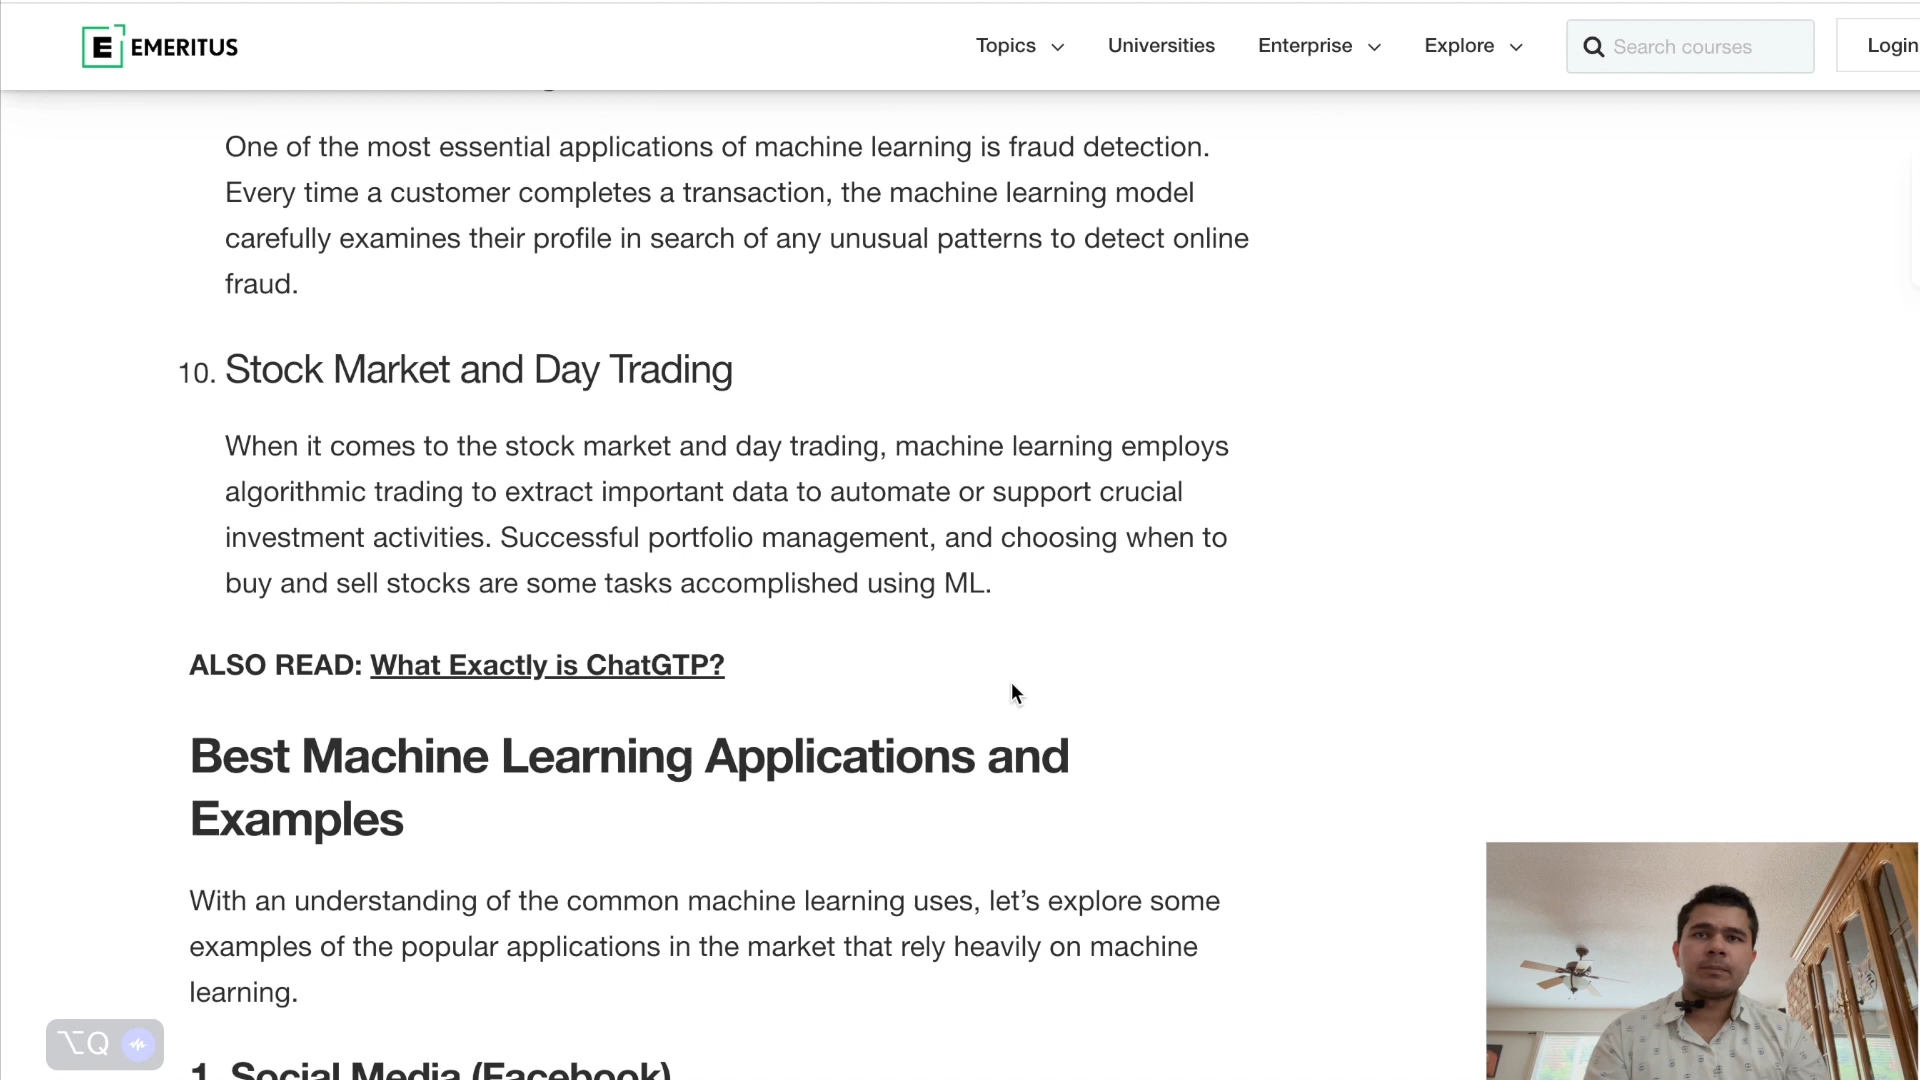 E EMERITUS
Topics Universities Enterprise Explore Search courses Login
One of the most essential applications of machine learning is fraud detection.
Every time a customer completes a transaction, the machine learning model
carefully examines their profile in search of any unusual patterns to detect online
fraud.
10. Stock Market and Day Trading
When it comes to the stock market and day trading, machine learning employs
algorithmic trading to extract important data to automate or support crucial
investment activities. Successful portfolio management, and choosing when to
buy and sell stocks are some tasks accomplished using ML.
ALSO READ: What Exactly is ChatGTP?
Best Machine Learning Applications and
Examples
With an understanding of the common machine learning uses, let’s explore some
examples of the popular applications in the market that rely heavily on machine
learning.
⌥Q
1. Social Media (Facebook)